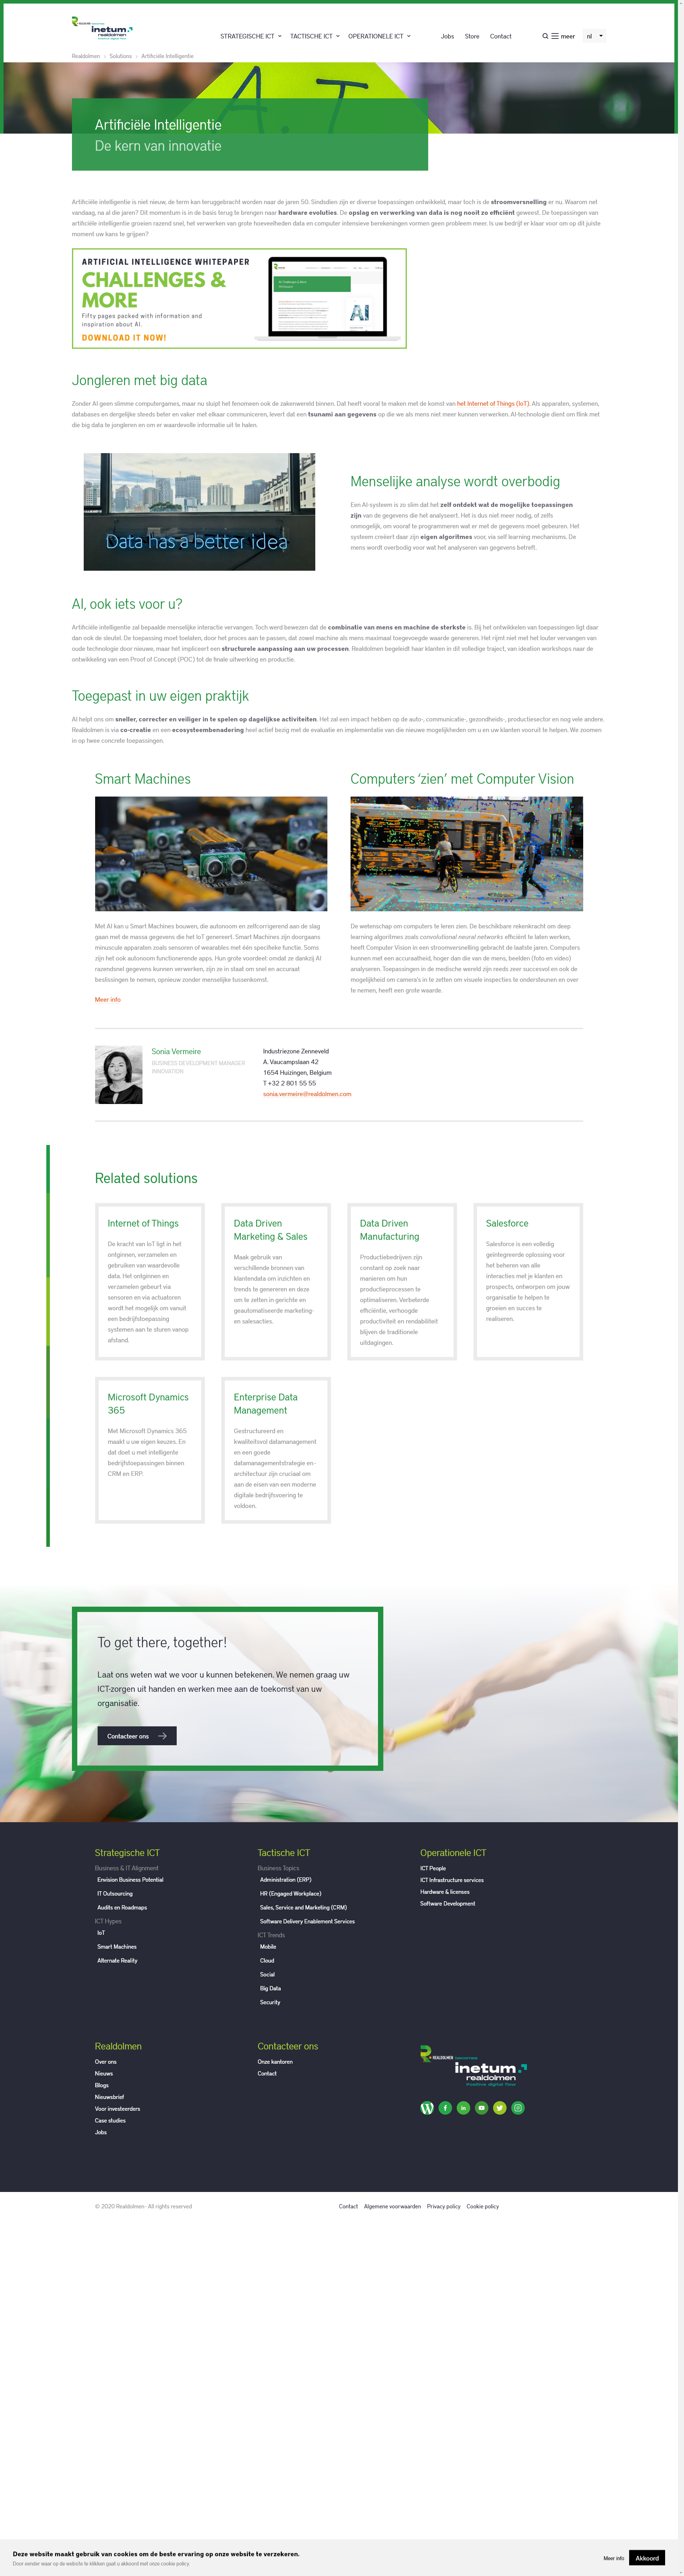 REALDOLMEN
inetum.
realdolmen
Positive digital flow
STRATEGISCHE ICT
TACTISCHE ICT
OPERATIONELE ICT
Jobs
Store
Contact
meer
nl
Realdolmen > Solutions > Artificiële Intelligentie
A.I
Artificiële Intelligentie
De kern van innovatie
Artificiële intelligentie is niet nieuw, de term kan teruggebracht worden naar de jaren 50. Sindsdien zijn er diverse toepassingen ontwikkeld, maar toch is de stroomversnelling er nu. Waarom net
vandaag, na al die jaren? Dit momentum is in de basis terug te brengen naar hardware evoluties. De opslag en verwerking van data is nog nooit zo efficiënt geweest. De toepassingen van
artificiële intelligentie groeien razend snel, het verwerken van grote hoeveelheden data en computer intensieve berekeningen vormen geen probleem meer. Is uw bedrijf er klaar voor om op dit juiste
moment uw kans te grijpen?
ARTIFICIAL INTELLIGENCE WHITEPAPER
CHALLENGES &
MORE
Fifty pages packed with information and
inspiration about AI.
DOWNLOAD IT NOW!
AI
Jongleren met big data
Zonder AI geen slimme computergamers, maar nu sluipt het fenomeen ook de zakenwereld binnen. Dat heeft vooral te maken met de komst van het Internet of Things (IoT). Als apparaten, systemen,
databases en dergelijke steeds beter en vaker met elkaar communiceren, levert dat een tsunami aan gegevens op die we als mens niet meer kunnen verwerken. AI-technologie dient om flink met
die big data te jongleren en om er waardevolle informatie uit te halen.
Data has a better idea
Menselijke analyse wordt overbodig
Een AI-systeem is zo slim dat het zelf ontdekt wat de mogelijke toepassingen
zijn van de gegevens die het analyseert. Het is dus niet meer nodig, of zelfs
onmogelijk, om vooraf te programmeren wat er met de gegevens moet gebeuren. Het
systeem creëert daar zijn eigen algoritmes voor, via self learning mechanismes. De
mens wordt overbodig voor wat het analyseren van gegevens betreft.
AI, ook iets voor u?
Artificiële intelligentie zal bepaalde menselijke interactie vervangen. Toch werd bewezen dat de combinatie van mens en machine de sterkste is. Bij het ontwikkelen van toepassingen ligt daar
dan ook de sleutel. De toepassing moet toelaten, door het proces aan te passen, dat zowel machine als mens maximaal toegevoegde waarde genereren. Het rijmt niet met het louter vervangen van
oude technologie door nieuwe, maar het impliceert een structurele aanpassing aan uw processen. Realdolmen begeleidt haar klanten in dit volledige traject, van ideation workshops naar de
ontwikkeling van een Proof of Concept (POC) tot de finale uitwerking en productie.
Toegepast in uw eigen praktijk
AI helpt ons om sneller, correcter en veiliger in te spelen op dagelijkse activiteiten. Het zal een impact hebben op de auto-, communicatie-, gezondheids-, productiesector en nog vele andere.
Realdolmen is via co-creatie en een ecosysteembenadering heel actief bezig met de evaluatie en implementatie van die nieuwe mogelijkheden om u en uw klanten vooruit te helpen. We zoomen
in op twee concrete toepassingen.
Smart Machines
Met AI kan u Smart Machines bouwen, die autonoom en zelfcorrigerend aan de slag
gaan met de massa gegevens die het IoT genereert. Smart Machines zijn doorgaans
minuscule apparaten zoals sensoren of wearables met één specifieke functie. Soms
zijn het ook autonoom functionerende apps. Hun grote voordeel: omdat ze dankzij AI
razendsnel gegevens kunnen verwerken, zijn ze in staat om snel en accuraat
beslissingen te nemen, opnieuw zonder menselijke tussenkomst.
Meer info
Computers 'zien' met Computer Vision
De wetenschap om computers te leren zien. De beschikbare rekenkracht om deep
learning algoritmen zoals convolutional neural networks efficiënt te laten werken,
heeft Computer Vision in een stroomversnelling gebracht de laatste jaren. Computers
kunnen met een accuraatheid, hoger dan die van de mens, beelden (foto en/of video)
analyseren. Toepassingen in de medische wereld zijn reeds zeer succesvol en ook de
mogelijkheid om camera's in te zetten om visuele inspecties te ondersteunen en over
te nemen, heeft een grote waarde.
Sonia Vermeire
BUSINESS DEVELOPMENT MANAGER
INNOVATION
Industriezone Zenneveld
A. Vaucampslaan 42
1654 Huizingen, Belgium
T +32 2 801 55 55
sonia.vermeire@realdolmen.com
Related solutions
Internet of Things
De kracht van IoT ligt in het
ontginnen, verzamelen en
gebruiken van waardevolle
data. Het ontginnen en
verzamelen gebeurt via
sensoren en via actuatoren
wordt het mogelijk om vanuit
een bedrijfstoepassing
systemen aan te sturen vanop
afstand.
Data Driven
Marketing & Sales
Maak gebruik van
verschillende bronnen van
klantendata om inzichten en
trends te genereren en deze
om te zetten in gerichte en
geautomatiseerde marketing-
en salesacties.
Data Driven
Manufacturing
Productiebedrijven zijn
constant op zoek naar
manieren om hun
productieprocessen te
optimaliseren. Verbeterde
efficiëntie, verhoogde
productiviteit en rendabiliteit
blijven de traditionele
uitdagingen.
Salesforce
Salesforce is een volledig
geïntegreerde oplossing voor
het beheren van alle
interacties met je klanten en
prospects, ontworpen om jouw
organisatie te helpen te
groeien en succes te
realiseren.
Microsoft Dynamics
365
Met Microsoft Dynamics 365
maakt u uw eigen keuzes. En
dat doet u met intelligente
bedrijfstoepassingen binnen
CRM en ERP.
Enterprise Data
Management
Gestructureerd en
kwaliteitsvol datamanagement
en een goede
datamanagementstrategie en -
architectuur zijn cruciaal om
aan de eisen van een moderne
digitale bedrijfsvoering te
voldoen.
To get there, together!
Laat ons weten wat we voor u kunnen betekenen. We nemen graag uw
ICT-zorgen uit handen en werken mee aan de toekomst van uw
organisatie.
Contacteer ons
Strategische ICT
Business & IT Alignment
Envision Business Potential
IT Outsourcing
Audits en Roadmaps
ICT Hypes
IoT
Smart Machines
Alternate Reality
Tactische ICT
Business Topics
Administration (ERP)
HR (Engaged Workplace)
Sales, Service and Marketing (CRM)
Software Delivery Enablement Services
ICT Trends
Mobile
Cloud
Social
Big Data
Security
Operationele ICT
ICT People
ICT Infrastructure services
Hardware & licenses
Software Development
Realdolmen
Over ons
Nieuws
Blogs
Nieuwsbrief
Voor investeerders
Case studies
Jobs
Contacteer ons
Onze kantoren
Contact
REALDOLMEN
inetum.
realdolmen
Positive digital flow
© 2020 Realdolmen · All rights reserved
Contact
Algemene voorwaarden
Privacy policy
Cookie policy
Deze website maakt gebruik van cookies om de beste ervaring op onze website te verzekeren.
Door verder waar op de website te klikken gaat u akkoord met onze cookie policy
Meer info
Akkoord